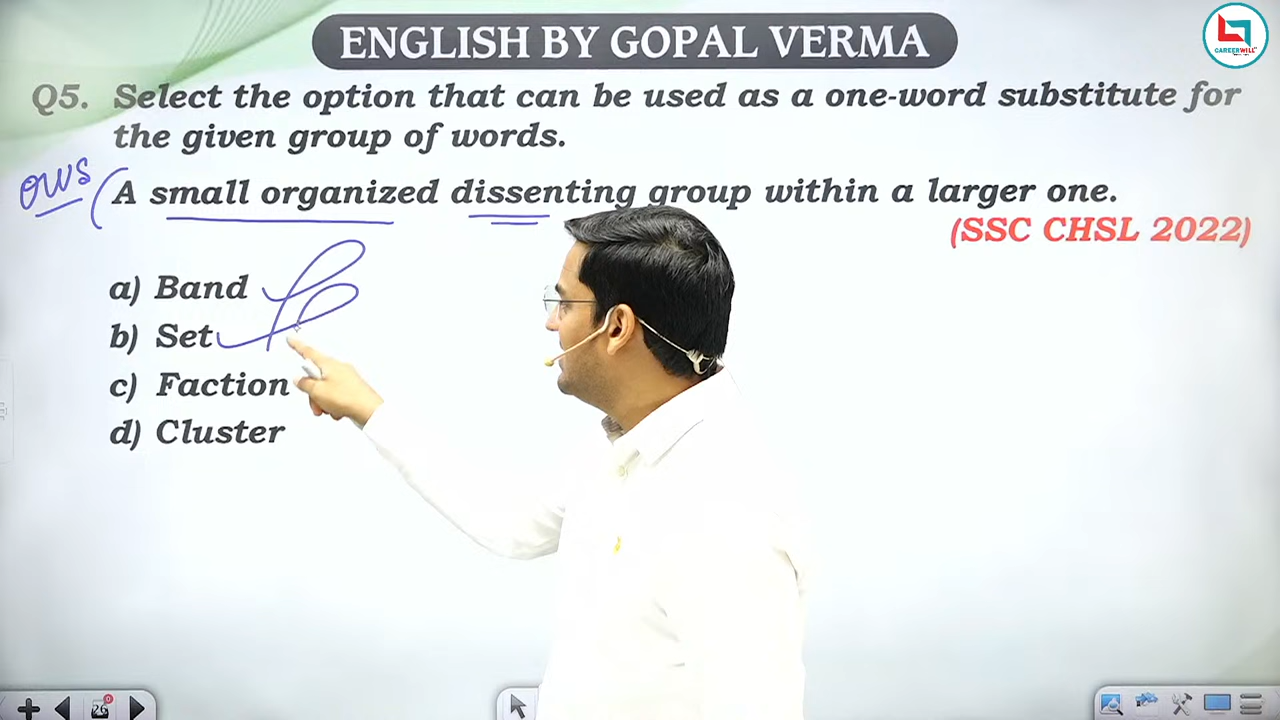 ENGLISH BY GOPAL VERMA
CAREERWILL
Q5. Select the option that can be used as a one-word substitute for
the given group of words.
OWS
A small organized dissenting group within a larger one.
(SSC CHSL 2022)
a) Band
b) Set
c) Faction
d) Cluster